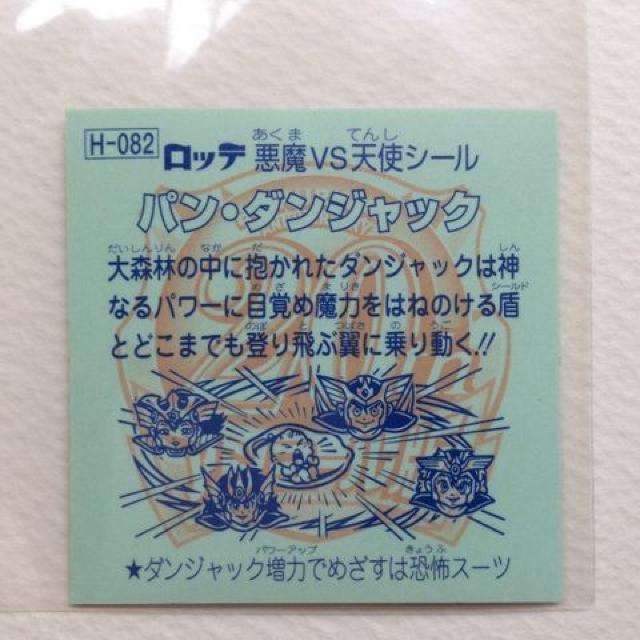 H-082 ロッテ 悪魔VS天使シール
あくま てんし
パン・ダンジャック
だいしんりん なか だ しん
大森林の中に抱かれたダンジャックは神
めざ まりき シールド
なるパワーに目覚め魔力をはねのける盾
のぼ と つばさ の うご
とどこまでも登り飛ぶ翼に乗り動く!!
20th
パワーアップ きょうふ
★ダンジャック増力でめざすは恐怖スーツ